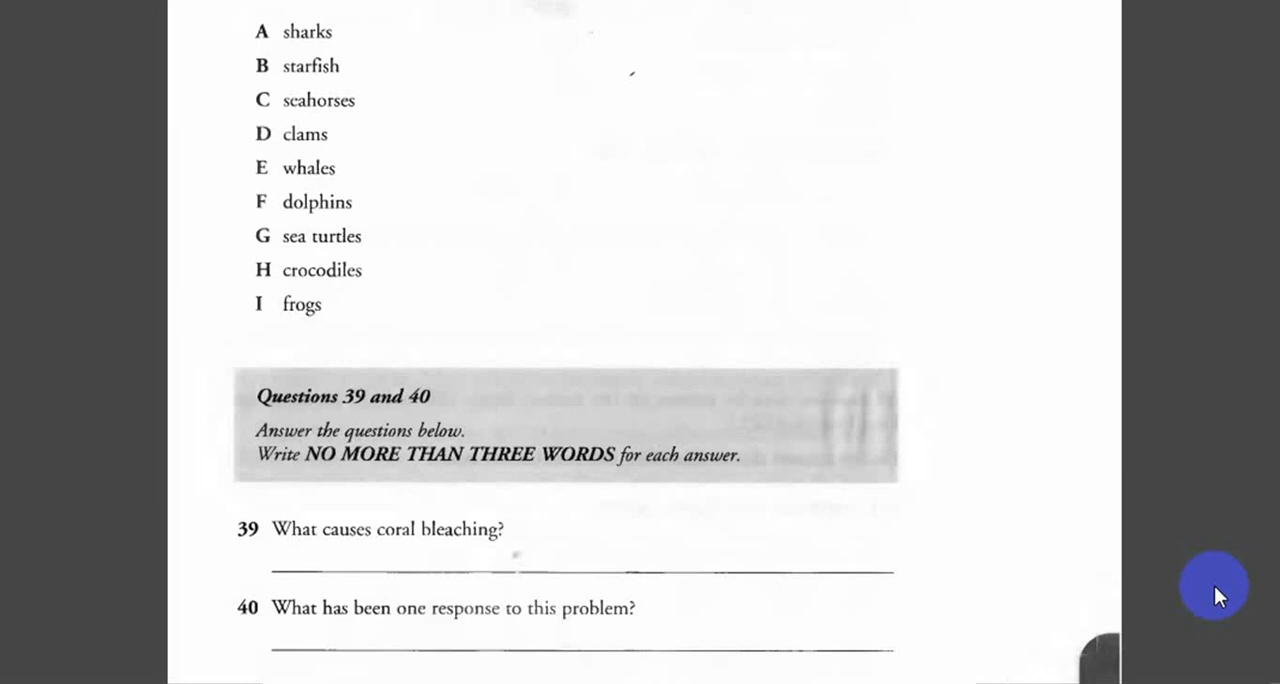 A sharks
B starfish
C seahorses
D clams
E whales
F dolphins
G sea turtles
H crocodiles
I frogs
Questions 39 and 40
Answer the questions below.
Write NO MORE THAN THREE WORDS for each answer.
39 What causes coral bleaching?
40 What has been one response to this problem?